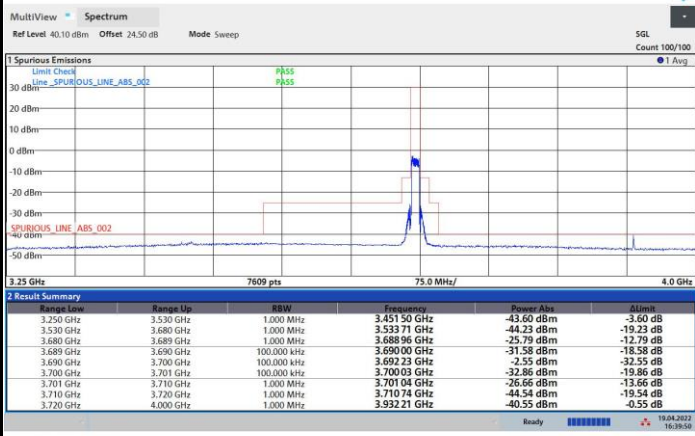 MultiView Spectrum
Ref Level 40.10 dBm Offset 24.50 dB Mode Sweep SGL
Count 100/100
1 Spurious Emissions 1 Avg
Limit Check PASS
Line _SPURIOUS_LINE_ABS_002 PASS
30 dBm
20 dBm
10 dBm
0 dBm
-10 dBm
-20 dBm
-30 dBm
SPURIOUS_LINE_ABS_002
-40 dBm
-50 dBm
3.25 GHz 7609 pts 75.0 MHz/ 4.0 GHz
2 Result Summary
Range Low Range Up RBW Frequency Power Abs ΔLimit
3.250 GHz 3.530 GHz 1.000 MHz 3.451 50 GHz -43.60 dBm -3.60 dB
3.530 GHz 3.680 GHz 1.000 MHz 3.533 71 GHz -44.23 dBm -19.23 dB
3.680 GHz 3.689 GHz 1.000 MHz 3.688 96 GHz -25.79 dBm -12.79 dB
3.689 GHz 3.690 GHz 100.000 kHz 3.690 00 GHz -31.58 dBm -18.58 dB
3.690 GHz 3.700 GHz 100.000 kHz 3.692 23 GHz -2.55 dBm -32.55 dB
3.700 GHz 3.701 GHz 100.000 kHz 3.700 03 GHz -32.86 dBm -19.86 dB
3.701 GHz 3.710 GHz 1.000 MHz 3.701 04 GHz -26.66 dBm -13.66 dB
3.710 GHz 3.720 GHz 1.000 MHz 3.710 74 GHz -44.54 dBm -19.54 dB
3.720 GHz 4.000 GHz 1.000 MHz 3.932 21 GHz -40.55 dBm -0.55 dB
Ready 19.04.2022
16:39:50